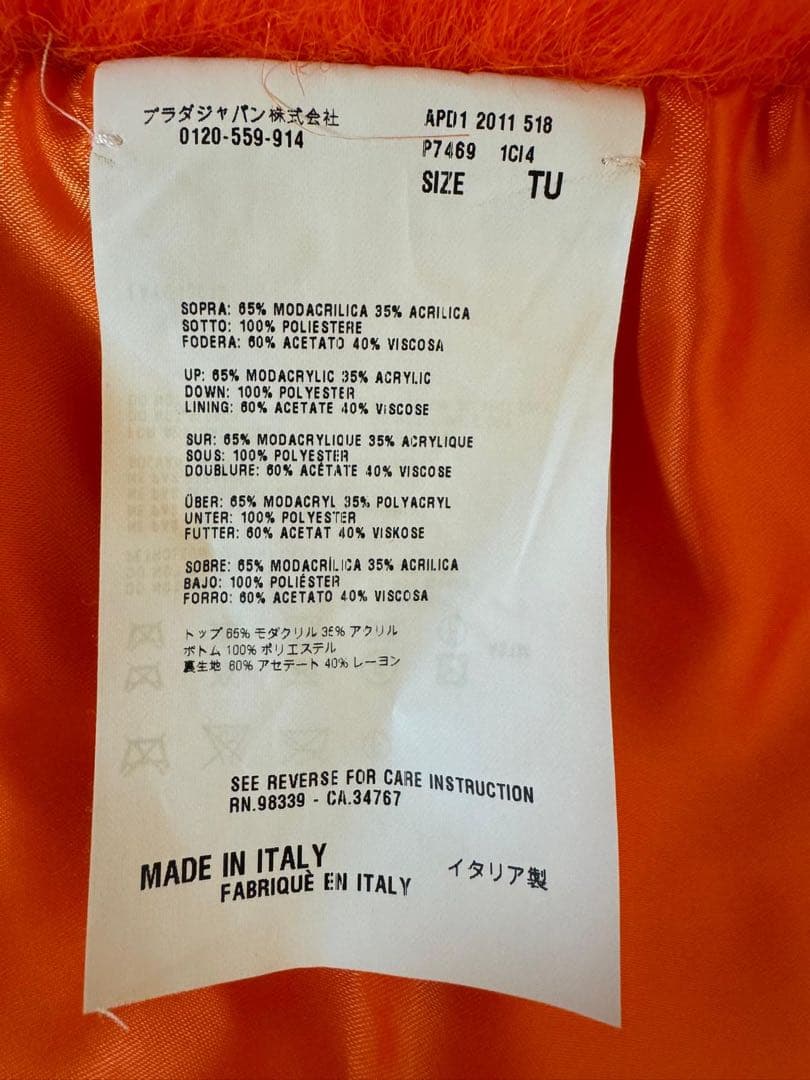 プラダジャパン株式会社
0120-559-914
APD1 2011 518
P7469 1CI4
SIZE TU
SOPRA: 65% MODACRILICA 35% ACRILICA
SOTTO: 100% POLIESTERE
FODERA: 60% ACETATO 40% VISCOSA
UP: 65% MODACRYLIC 35% ACRYLIC
DOWN: 100% POLYESTER
LINING: 60% ACETATE 40% VISCOSE
SUR: 65% MODACRYLIQUE 35% ACRYLIQUE
SOUS: 100% POLYESTER
DOUBLURE: 60% ACÉTATE 40% VISCOSE
ÜBER: 65% MODACRYL 35% POLYACRYL
UNTER: 100% POLYESTER
FUTTER: 60% ACETAT 40% VISKOSE
SOBRE: 65% MODACRÍLICA 35% ACRILICA
BAJO: 100% POLIÉSTER
FORRO: 60% ACETATO 40% VISCOSA
トップ 65% モダクリル 35% アクリル
ボトム 100% ポリエステル
裏生地 60% アセテート 40% レーヨン
SEE REVERSE FOR CARE INSTRUCTION
RN.98339 - CA.34767
MADE IN ITALY
FABRIQUÈ EN ITALY
イタリア製